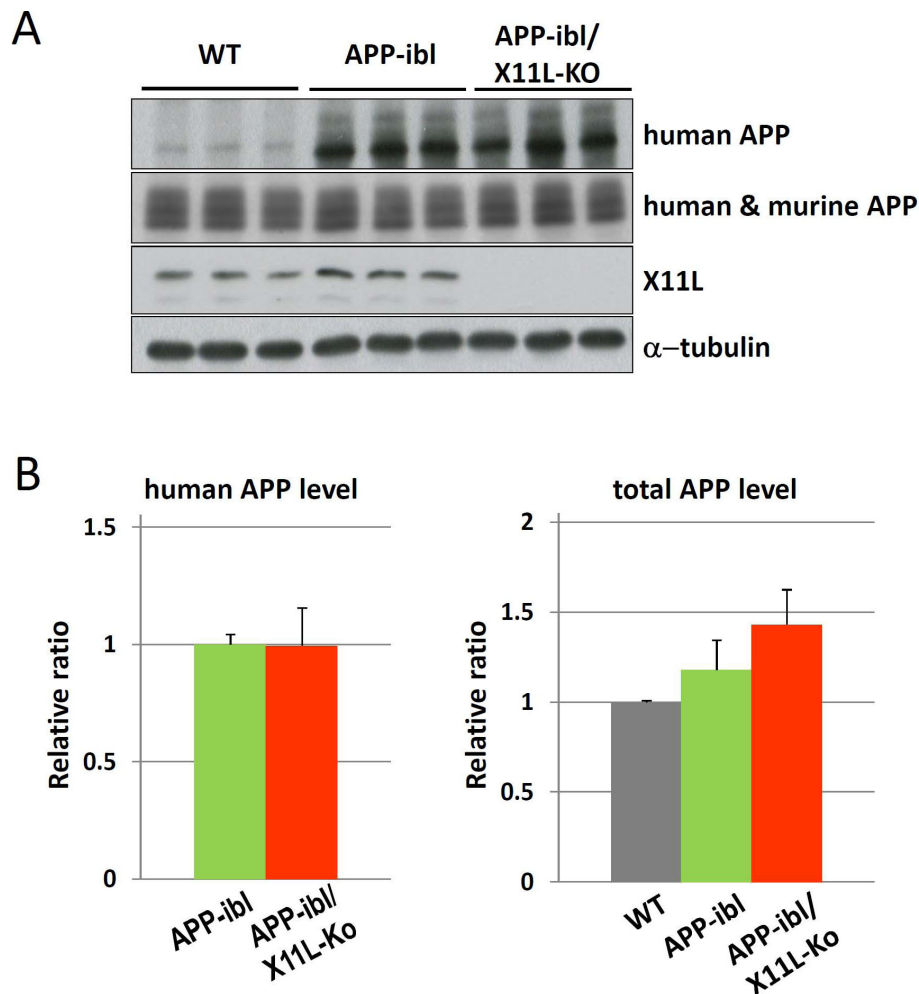 A
WT
APP-ibl
APP-ibl/
X11L-KO
human APP
human & murine APP
X11L
α−tubulin
B
human APP level
1.5
1
0.5
0
Relative ratio
APP-ibl
APP-ibl/
X11L-Ko
total APP level
2
1.5
1
0.5
0
Relative ratio
WT
APP-ibl
APP-ibl/
X11L-Ko